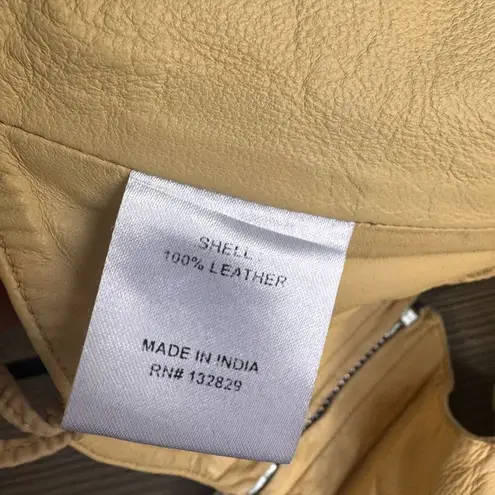 SHELL
100% LEATHER
MADE IN INDIA
RN# 132829